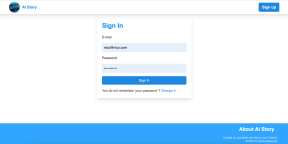 AI Story
Sign up
Sign In
E-mail
Password
Sign In
You do not remember your password ? Change it
About AI Story